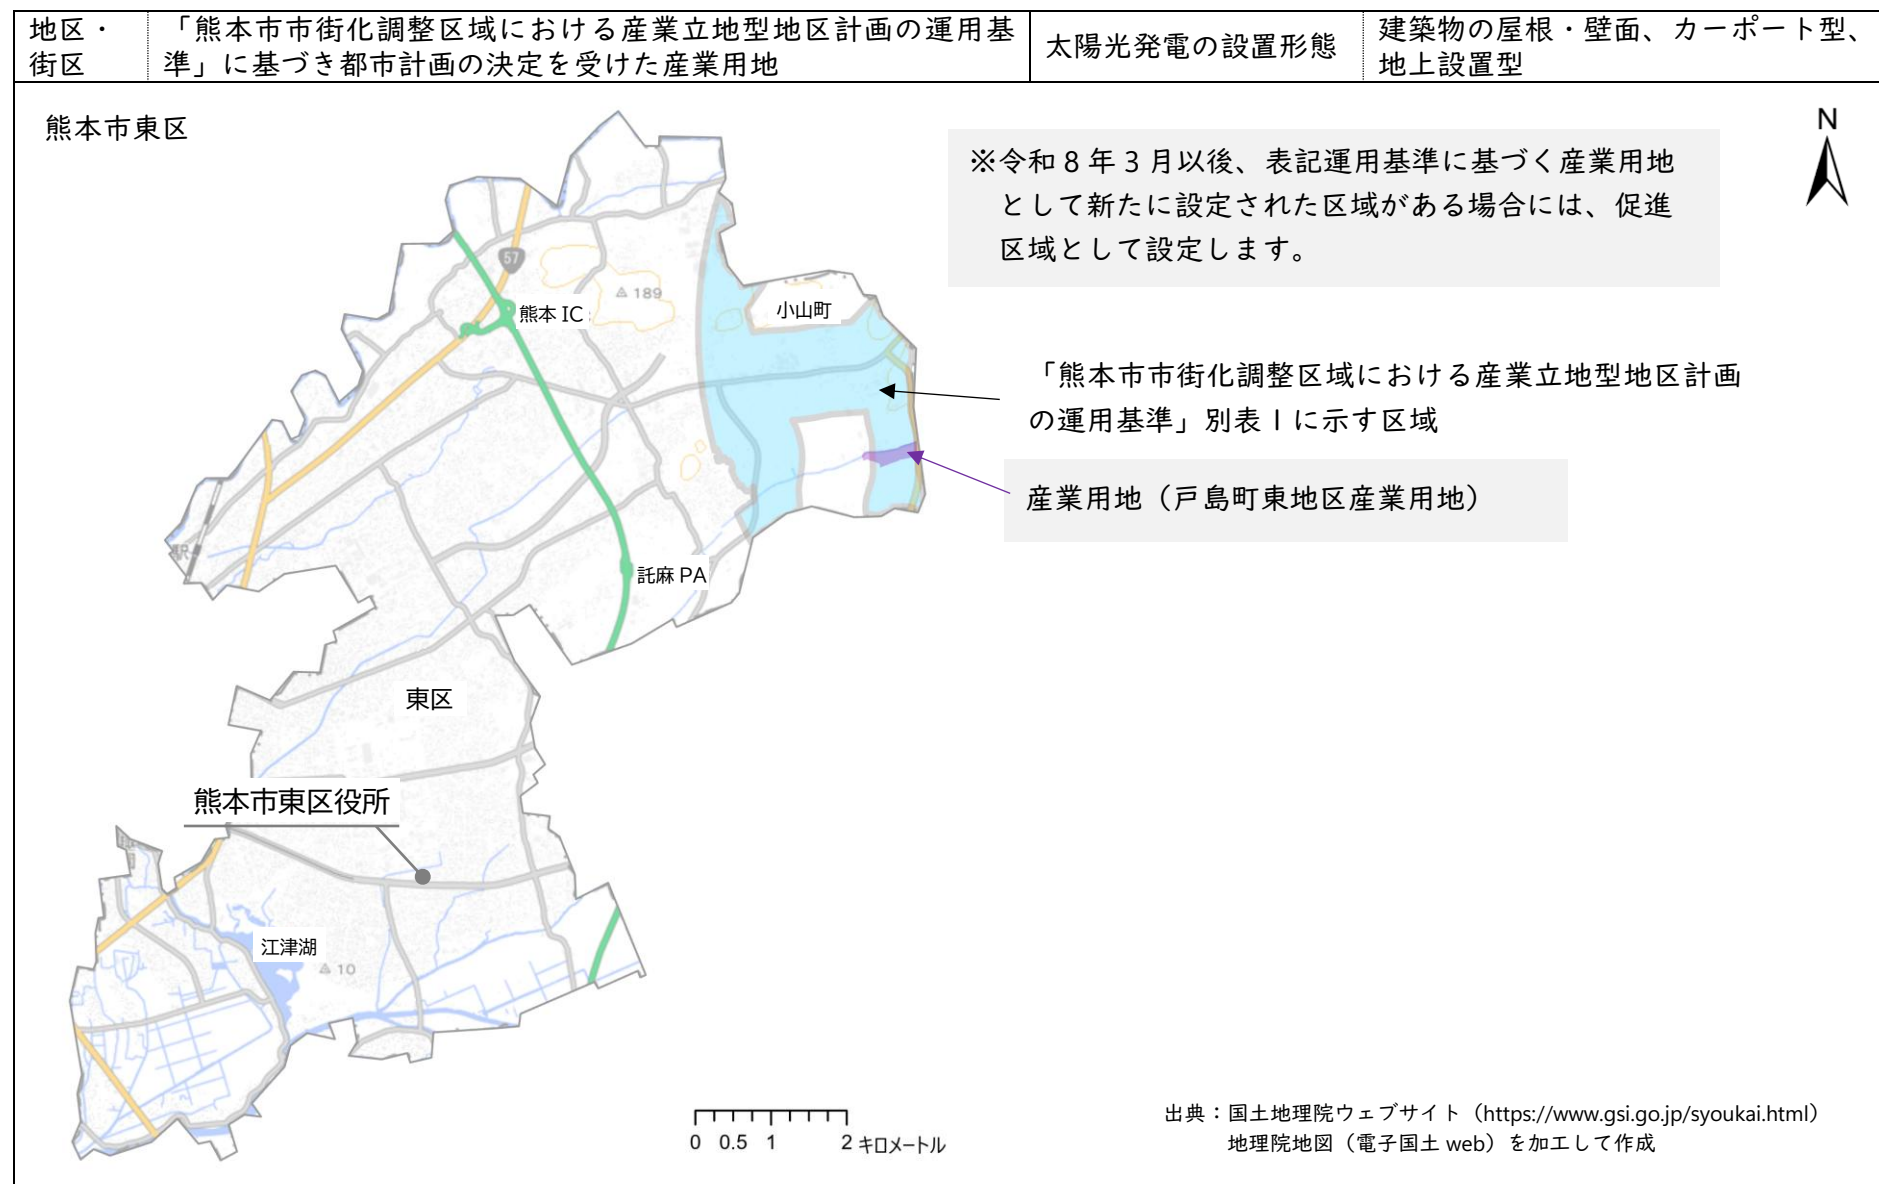 地区・
街区
「熊本市市街化調整区域における産業立地型地区計画の運用基
準」に基づき都市計画の決定を受けた産業用地
太陽光発電の設置形態
建築物の屋根・壁面、カーポート型、
地上設置型
熊本市東区
N
※令和8年3月以後、表記運用基準に基づく産業用地
として新たに設定された区域がある場合には、促進
区域として設定します。
57
189
熊本IC
小山町
「熊本市市街化調整区域における産業立地型地区計画
の運用基準」別表1に示す区域
産業用地（戸島町東地区産業用地）
駅
託麻PA
東区
熊本市東区役所
江津湖
10
0 0.5 1 2 キロメートル
出典：国土地理院ウェブサイト（https://www.gsi.go.jp/syoukai.html）
地理院地図（電子国土web）を加工して作成